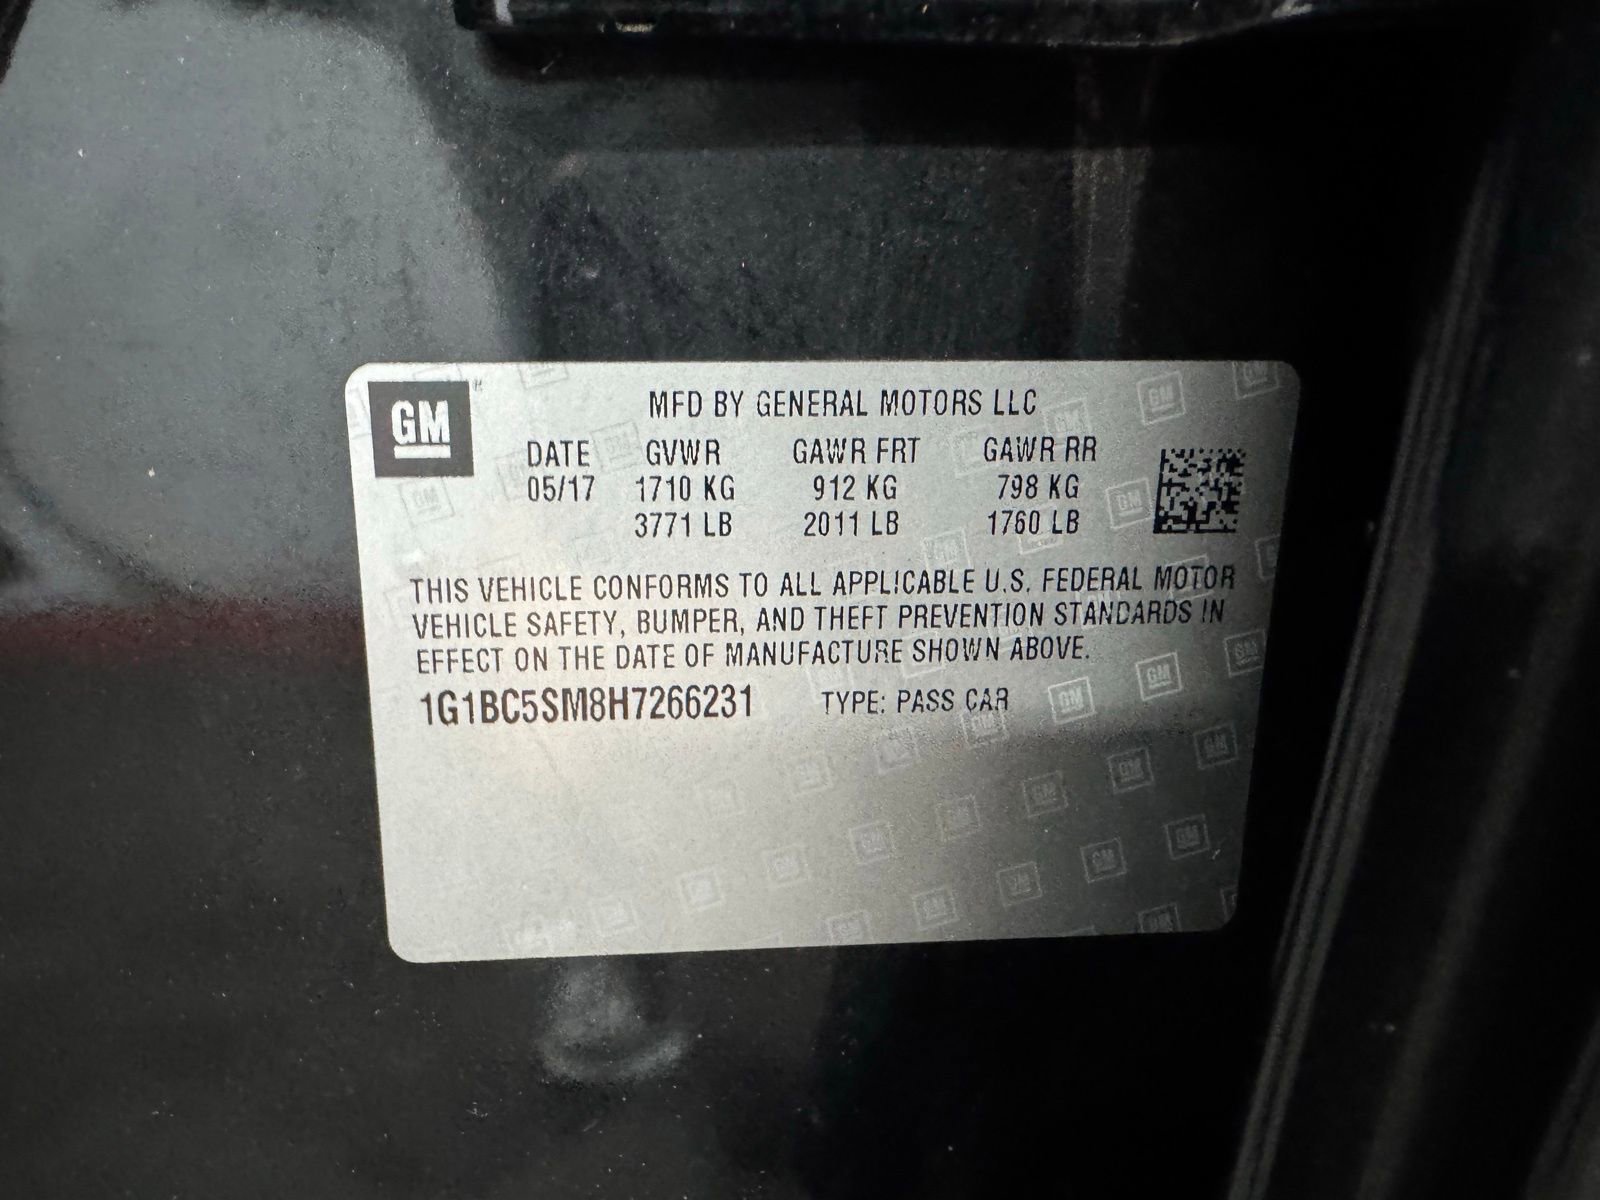 GM
MFD BY GENERAL MOTORS LLC
DATE GVWR GAWR FRT GAWR RR
05/17 1710 KG 912 KG 798 KG
3771 LB 2011 LB 1760 LB
THIS VEHICLE CONFORMS TO ALL APPLICABLE U.S. FEDERAL MOTOR
VEHICLE SAFETY, BUMPER, AND THEFT PREVENTION STANDARDS IN
EFFECT ON THE DATE OF MANUFACTURE SHOWN ABOVE.
1G1BC5SM8H7266231 TYPE: PASS CAR